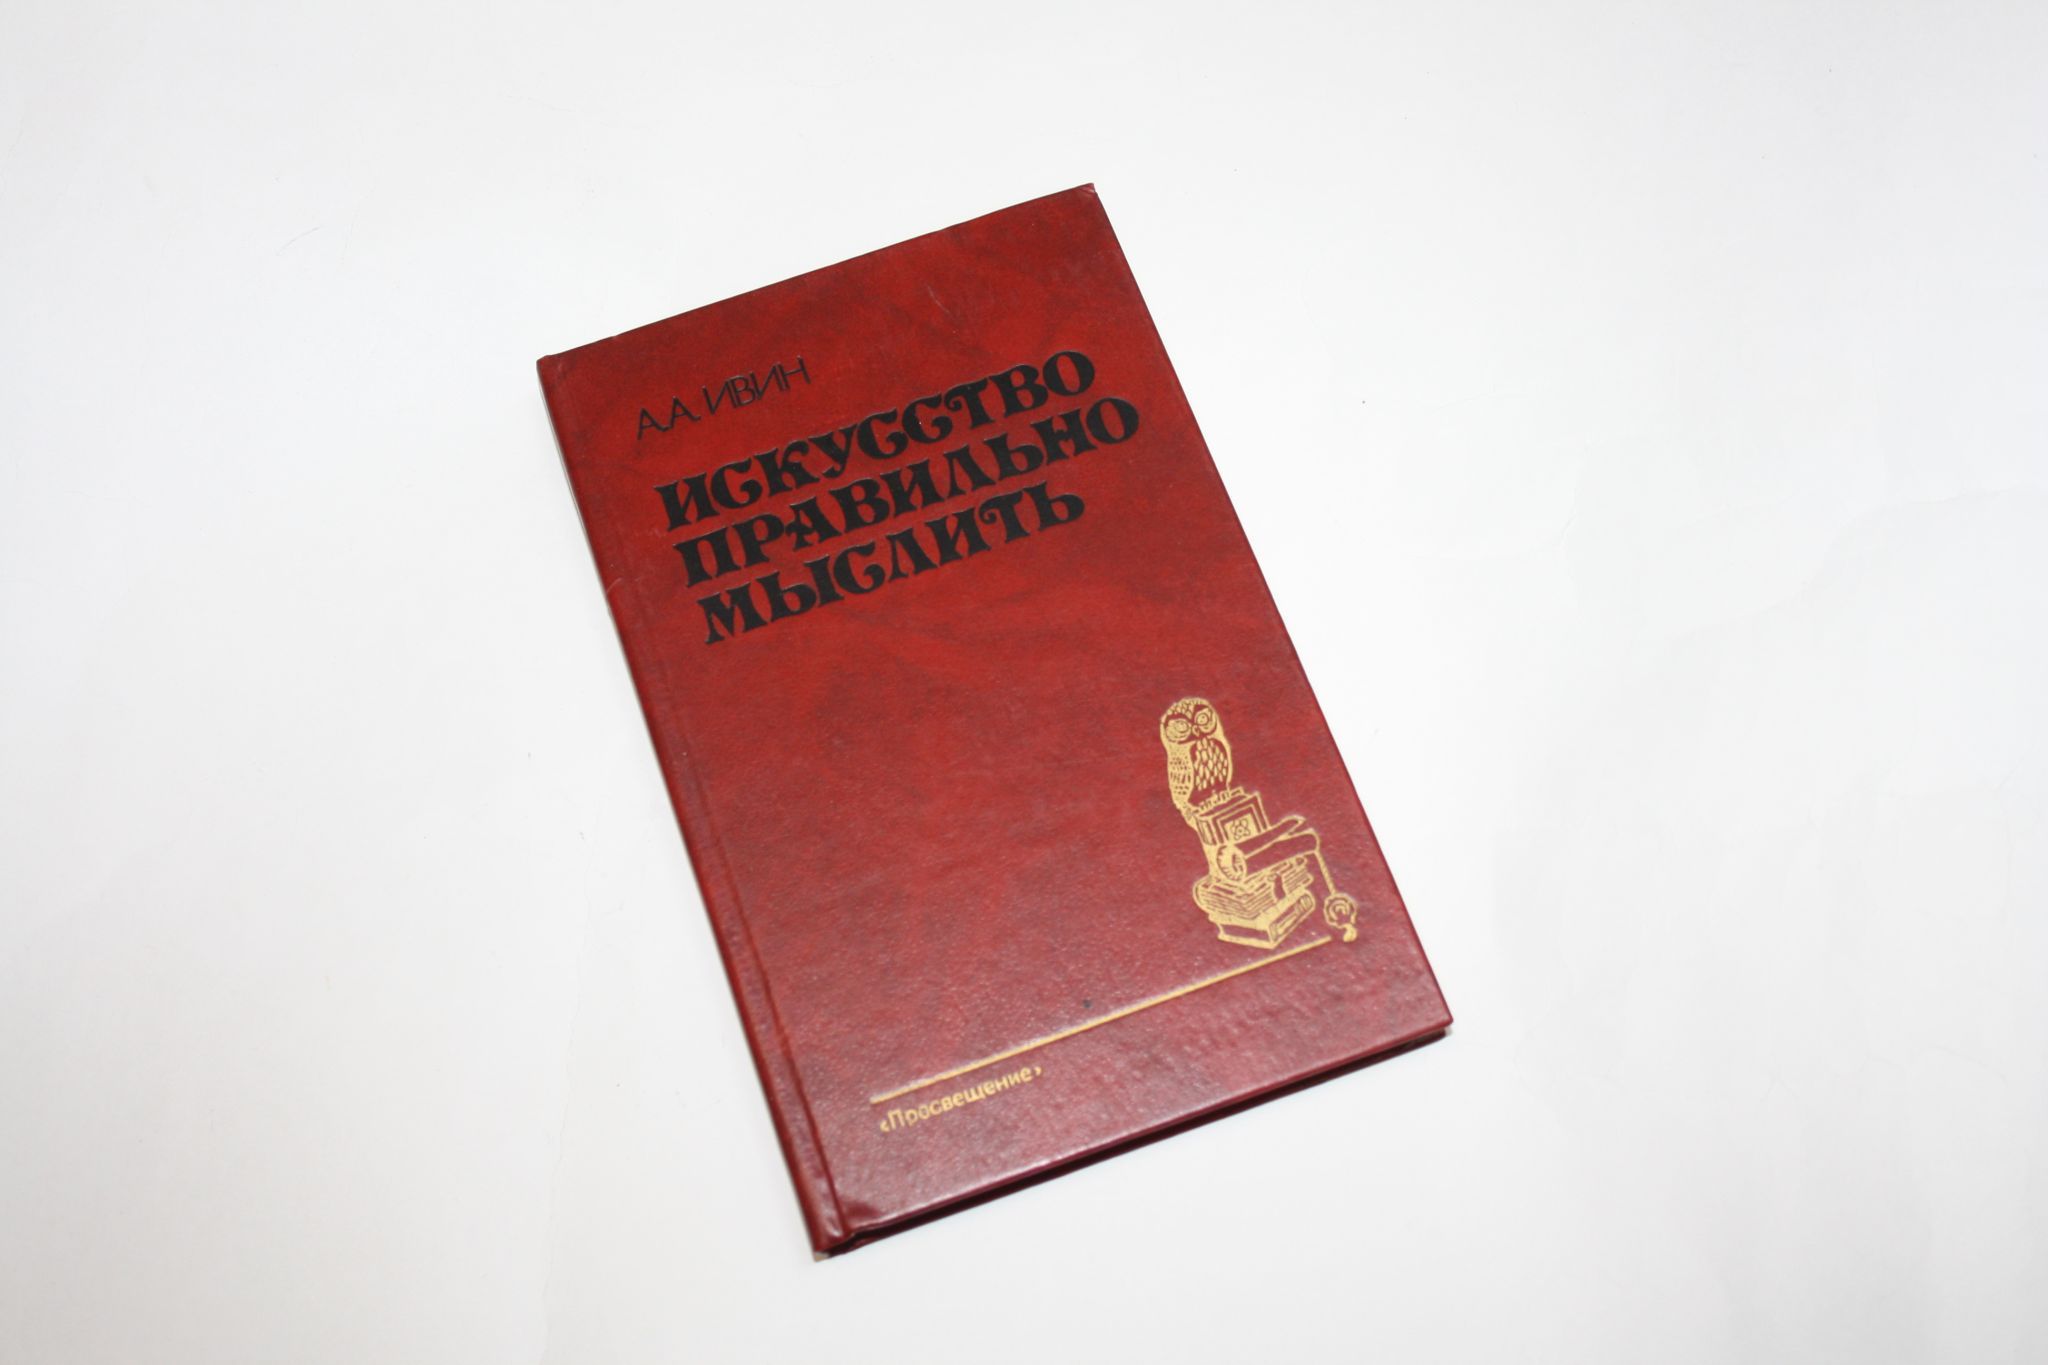 А.А. ИВИН
ИСКУССТВО
ПРАВИЛЬНО
МЫСЛИТЬ
«Просвещение»